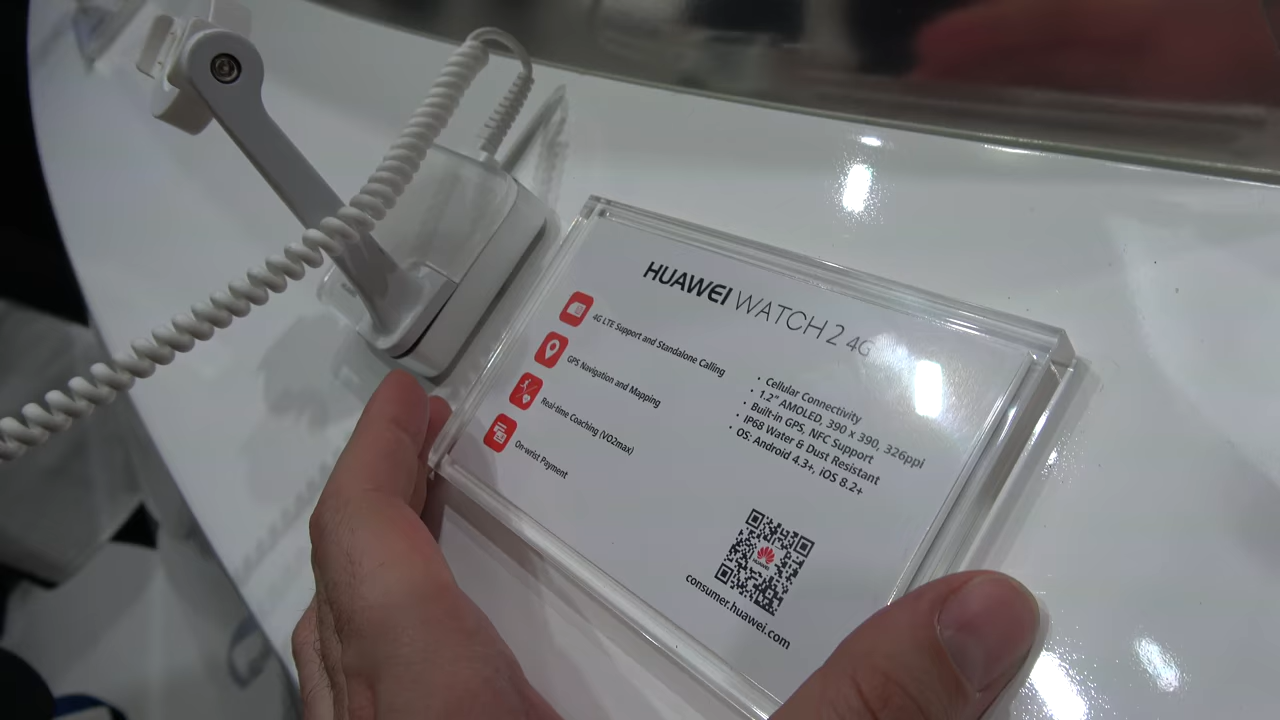 HUAWEI WATCH 2 4G
4G LTE Support and Standalone Calling
GPS Navigation and Mapping
Real-time Coaching (VO2max)
On-wrist Payment
• Cellular Connectivity
• 1.2" AMOLED, 390 x 390, 326ppi
• Built-in GPS, NFC Support
• IP68 Water & Dust Resistant
• OS: Android 4.3+, iOS 8.2+
HUAWEI
consumer.huawei.com